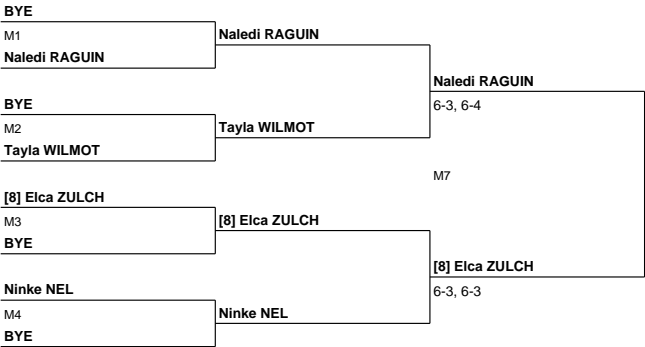 BYE
M1
Naledi RAGUIN
Naledi RAGUIN
BYE
M2
Tayla WILMOT
Tayla WILMOT
Naledi RAGUIN
6-3, 6-4
M7
[8] Elca ZULCH
M3
BYE
[8] Elca ZULCH
Ninke NEL
M4
BYE
Ninke NEL
[8] Elca ZULCH
6-3, 6-3